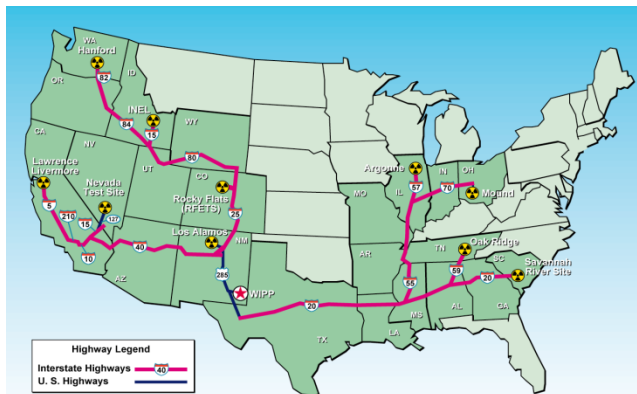 WA
Hanford
82
OR
ID
INEL
15
84
WY
CA
NV
80
Lawrence
Livermore
Nevada
Test Site
UT
CO
Rocky Flats
(RFETS)
25
5
210
15
10
Los Alamos
NM
40
AZ
285
WIPP
20
TX
Argonne
57
IN
OH
70
Mound
MO
IL
AR
TN
Oak Ridge
59
SC
Savannah
River Site
20
55
MS
AL
GA
LA
Highway Legend
Interstate Highways
40
U. S. Highways